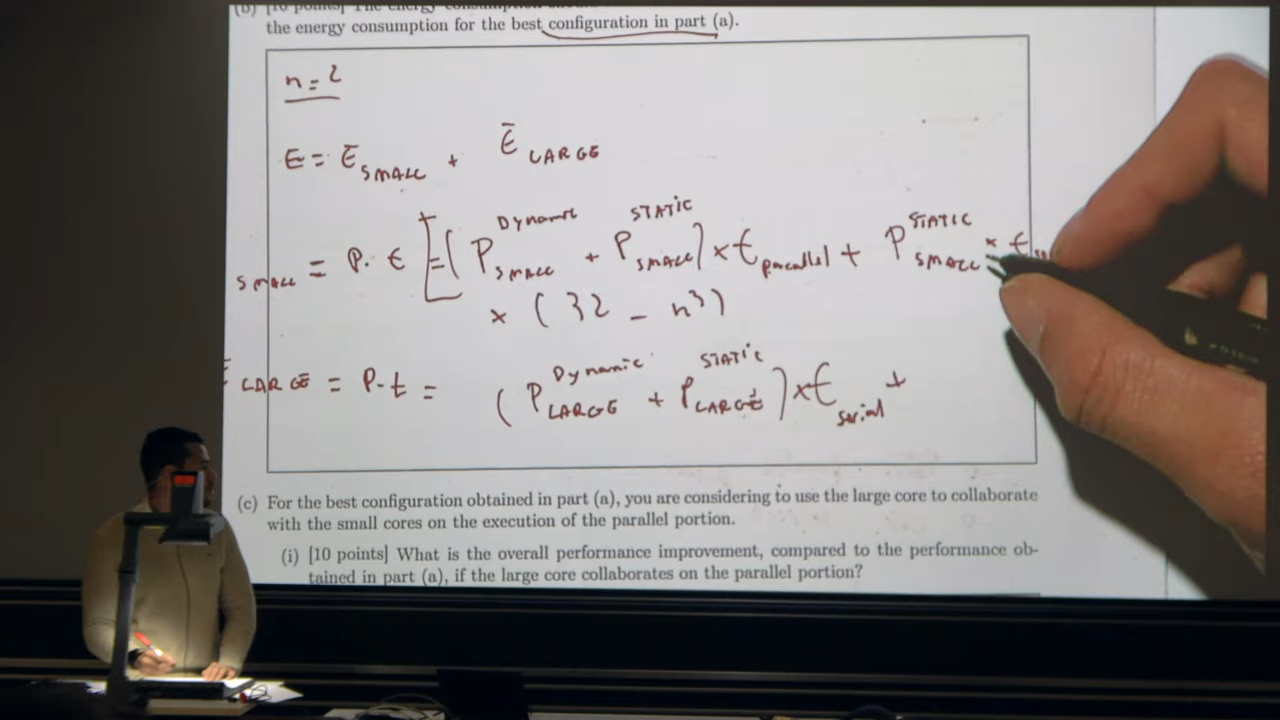 the energy consumption for the best configuration in part (a).
n = 2
E = E SMALL + E LARGE
SMALL = P. t = ( P SMALL Dynamic + P SMALL STATIC ) × t parallel + P SMALL STATIC × t
× ( 32 - n³ )
E LARGE = P.t = ( P LARGE Dynamic + P LARGE STATIC ) × t serial +
(c) For the best configuration obtained in part (a), you are considering to use the large core to collaborate
with the small cores on the execution of the parallel portion.
(i) [10 points] What is the overall performance improvement, compared to the performance ob-
tained in part (a), if the large core collaborates on the parallel portion?